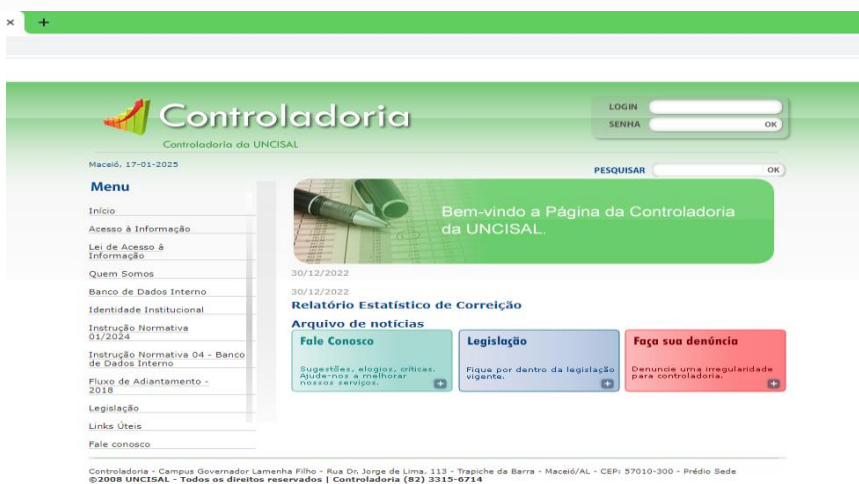 Controladoria
Controladoria da UNCISAL
LOGIN
SENHA
OK
Maceió, 17-01-2025
PESQUISAR
OK
Menu
Início
Acesso à Informação
Lei de Acesso à
Informação
Quem Somos
Banco de Dados Interno
Identidade Institucional
Instrução Normativa
01/2024
Instrução Normativa 04 - Banco
de Dados Interno
Fluxo de Adiantamento -
2018
Legislação
Links Úteis
Fale conosco
Bem-vindo a Página da Controladoria
da UNCISAL.
30/12/2022
30/12/2022
Relatório Estatístico de Correição
Arquivo de notícias
Fale Conosco
Sugestões, elogios, críticas.
Ajude-nos a melhorar
nossos serviços.
Legislação
Fique por dentro da legislação
vigente.
Faça sua denúncia
Denuncie uma irregularidade
para controladoria.
Controladoria - Campus Governador Lamenha Filho - Rua Dr. Jorge de Lima, 113 - Trapiche da Barra - Maceió/AL - CEP: 57010-300 - Prédio Sede
©2008 UNCISAL - Todos os direitos reservados | Controladoria (82) 3315-6714